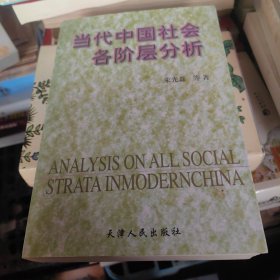 当代中国社会
各阶层分析
朱光磊 等 著
ANALYSIS ON ALL SOCIAL
STRATA INMODERNCHINA
天津人民出版社